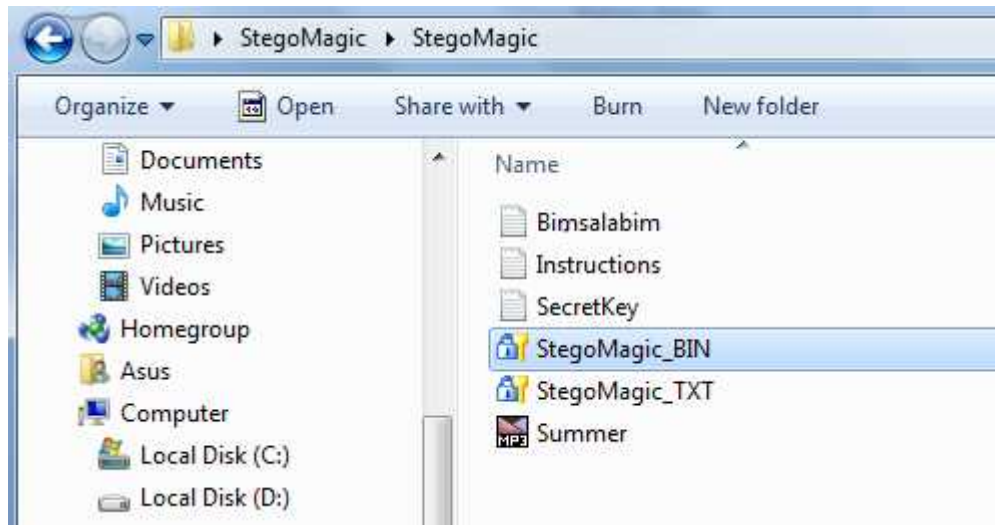 StegoMagic ▸ StegoMagic
Organize Open Share with Burn New folder
Documents
Music
Pictures
Videos
Homegroup
Asus
Computer
Local Disk (C:)
Local Disk (D:)
Name
Bimsalabim
Instructions
SecretKey
StegoMagic_BIN
StegoMagic_TXT
MP3 Summer